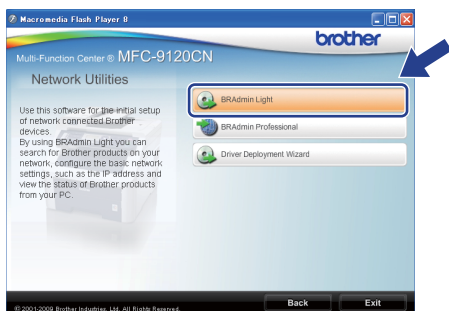 Macromedia Flash Player 8
brother
Multi-Function Center ® MFC-9120CN
Network Utilities
Use this software for the initial setup
of network connected Brother
devices.
By using BRAdmin Light you can
search for Brother products on your
network, configure the basic network
settings, such as the IP address and
view the status of Brother products
from your PC.
BRAdmin Light
BRAdmin Professional
Driver Deployment Wizard
© 2001-2009 Brother Industries, Ltd. All Rights Reserved.
Back
Exit